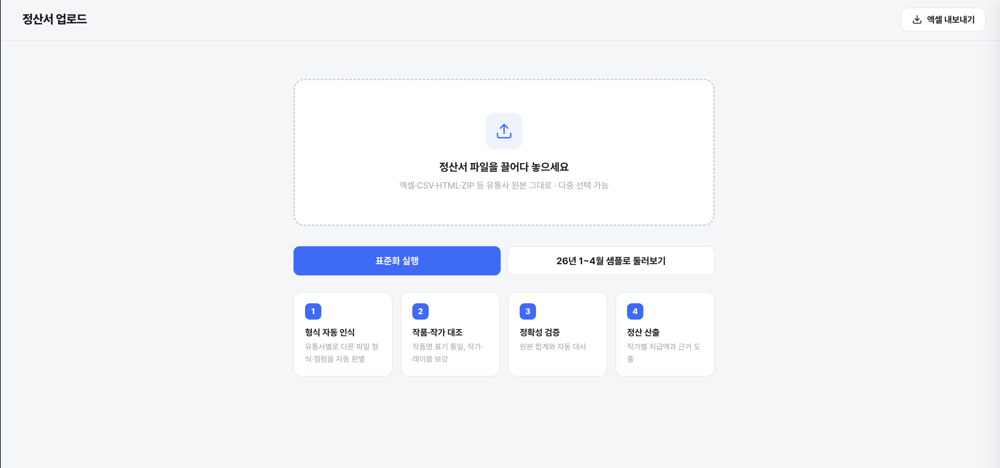 정산서 업로드
엑셀 내보내기
정산서 파일을 끌어다 놓으세요
엑셀·CSV·HTML·ZIP 등 유통사 원본 그대로 · 다중 선택 가능
표준화 실행
26년 1~4월 샘플로 둘러보기
1
형식 자동 인식
유통사별로 다른 파일 형
식·컬럼을 자동 판별
2
작품·작가 대조
작품명 표기 통일, 작가·
레이블 보강
3
정확성 검증
원본 합계와 자동 대사
4
정산 산출
작가별 지급액과 근거 도
출